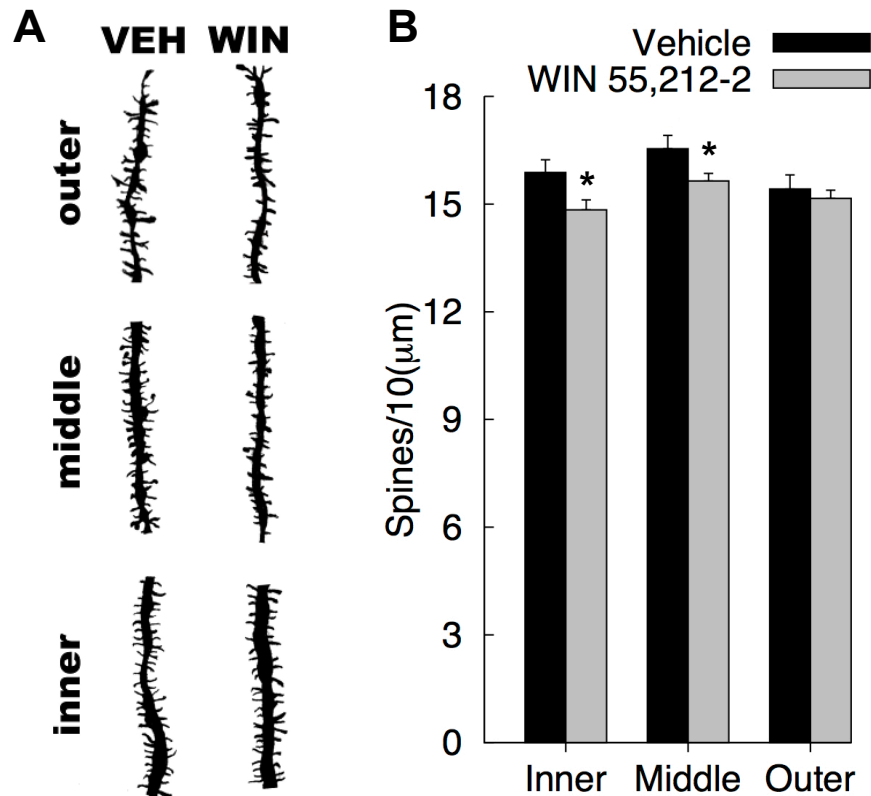 A
VEH WIN
outer
middle
inner
B
Vehicle
WIN 55,212-2
Spines/10(μm)
18
15
12
9
6
3
0
*
*
Inner Middle Outer